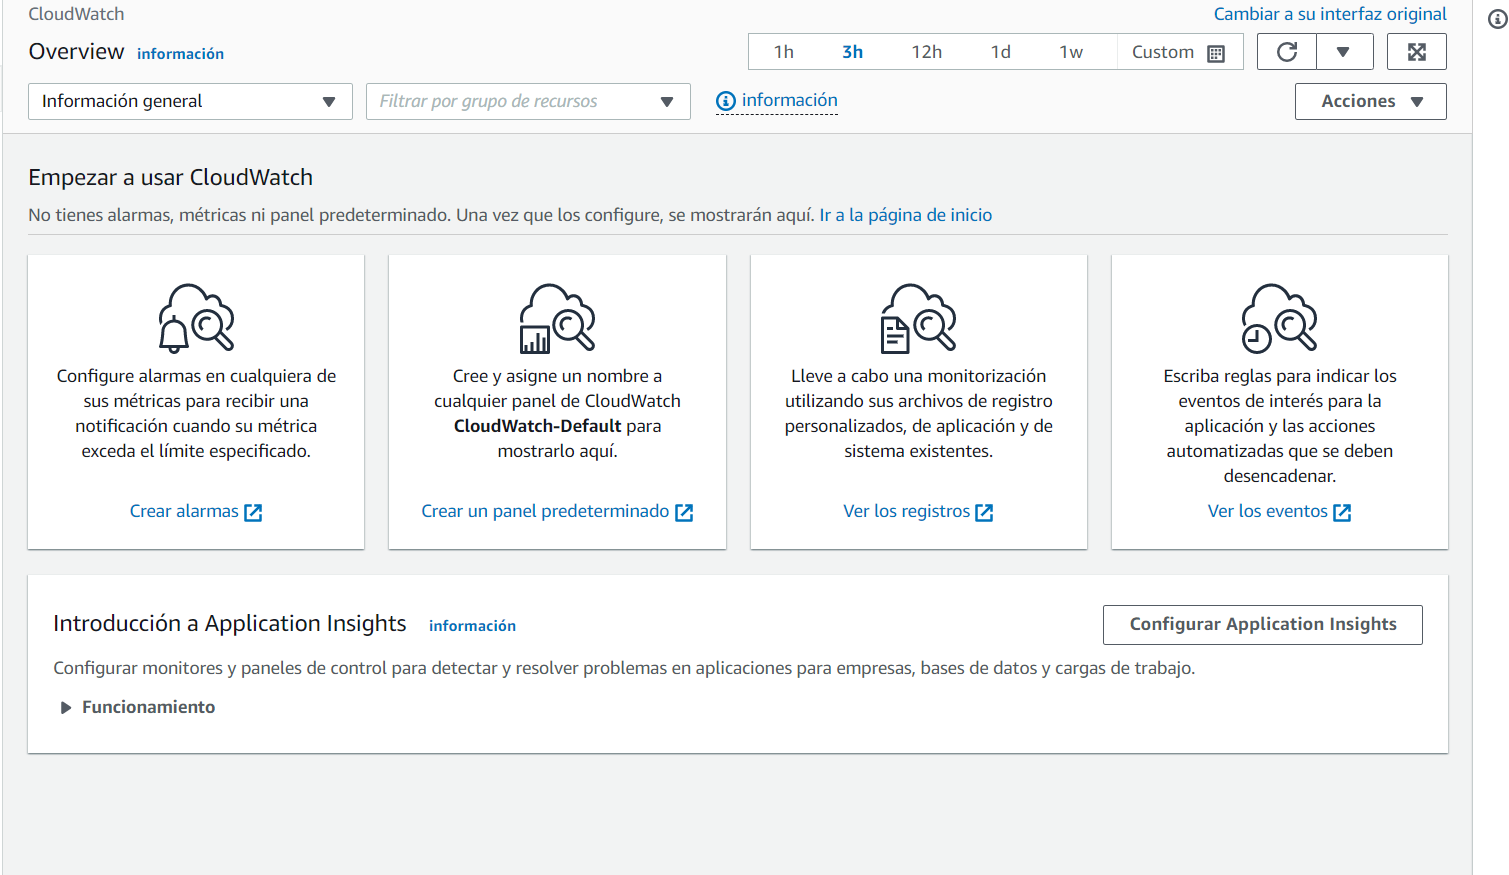 CloudWatch
Cambiar a su interfaz original
Overview información
1h 3h 12h 1d 1w Custom
Información general
Filtrar por grupo de recursos
información
Acciones
Empezar a usar CloudWatch
No tienes alarmas, métricas ni panel predeterminado. Una vez que los configure, se mostrarán aquí. Ir a la página de inicio
Configure alarmas en cualquiera de
sus métricas para recibir una
notificación cuando su métrica
exceda el límite especificado.
Crear alarmas
Cree y asigne un nombre a
cualquier panel de CloudWatch
CloudWatch-Default para
mostrarlo aquí.
Crear un panel predeterminado
Lleve a cabo una monitorización
utilizando sus archivos de registro
personalizados, de aplicación y de
sistema existentes.
Ver los registros
Escriba reglas para indicar los
eventos de interés para la
aplicación y las acciones
automatizadas que se deben
desencadenar.
Ver los eventos
Introducción a Application Insights información
Configurar Application Insights
Configurar monitores y paneles de control para detectar y resolver problemas en aplicaciones para empresas, bases de datos y cargas de trabajo.
Funcionamiento